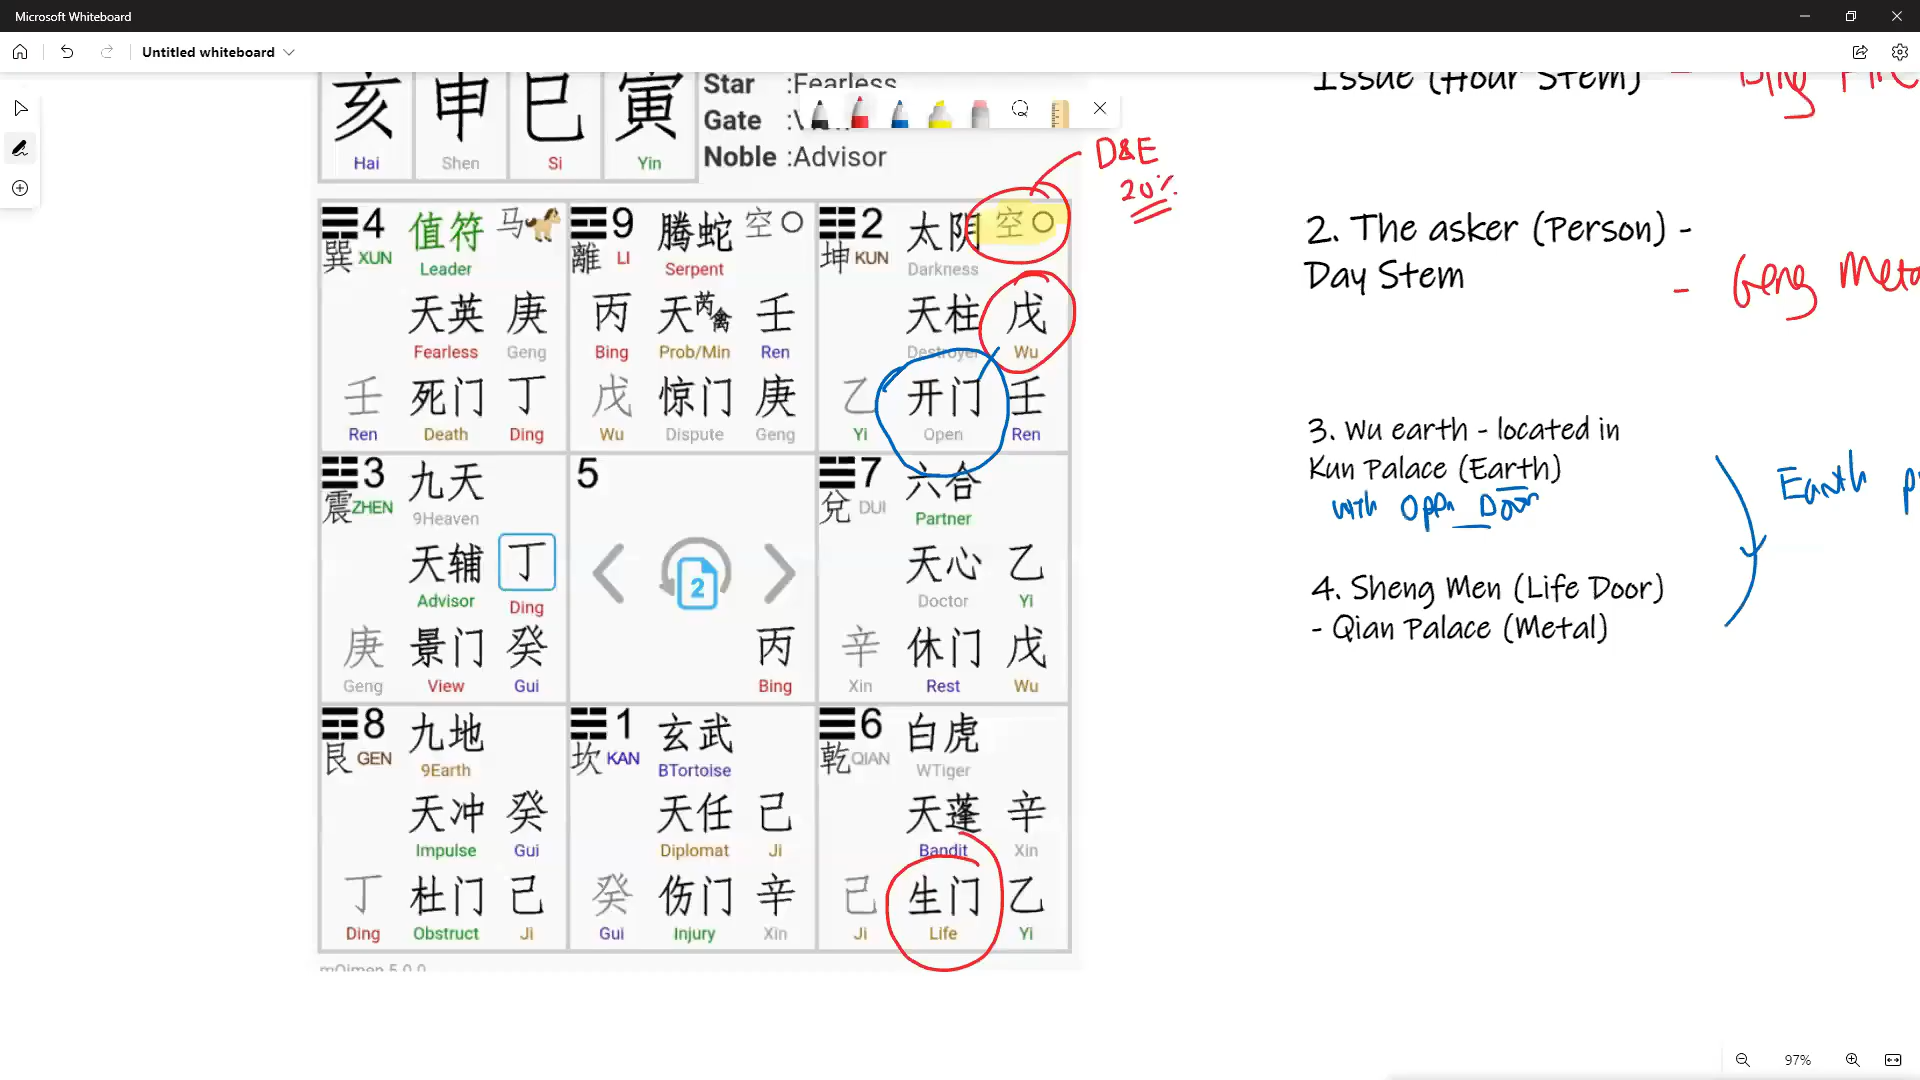 Microsoft Whiteboard
Untitled whiteboard
亥 申 巳 寅
Hai Shen Si Yin
Star :Fearless
Gate
Noble :Advisor
D&E
20%
4 值符 马
巽 XUN Leader
天英 庚
Fearless Geng
壬 死门 丁
Ren Death Ding
9 腾蛇 空
離 LI Serpent
丙 天芮禽 壬
Bing Prob/Min Ren
戊 惊门 庚
Wu Dispute Geng
2 太阴 空
坤 KUN Darkness
天柱 戊
Destroyer Wu
乙 开门 壬
Yi Open Ren
3 九天
震 ZHEN 9Heaven
天辅 丁
Advisor Ding
庚 景门 癸
Geng View Gui
5
2
丙
Bing
7 六合
兌 DUI Partner
天心 乙
Doctor Yi
辛 休门 戊
Xin Rest Wu
8 九地
艮 GEN 9Earth
天冲 癸
Impulse Gui
丁 杜门 己
Ding Obstruct Ji
1 玄武
坎 KAN BTortoise
天任 己
Diplomat Ji
癸 伤门 辛
Gui Injury Xin
6 白虎
乾 QIAN WTiger
天蓬 辛
Bandit Xin
己 生门 乙
Ji Life Yi
mQimen 5.0.0
Issue (Hour Stem) -
2. The asker (Person) -
Day Stem
- Geng
3. Wu earth - located in
Kun Palace (Earth)
with Open Door
Earth
4. Sheng Men (Life Door)
- Qian Palace (Metal)
97%